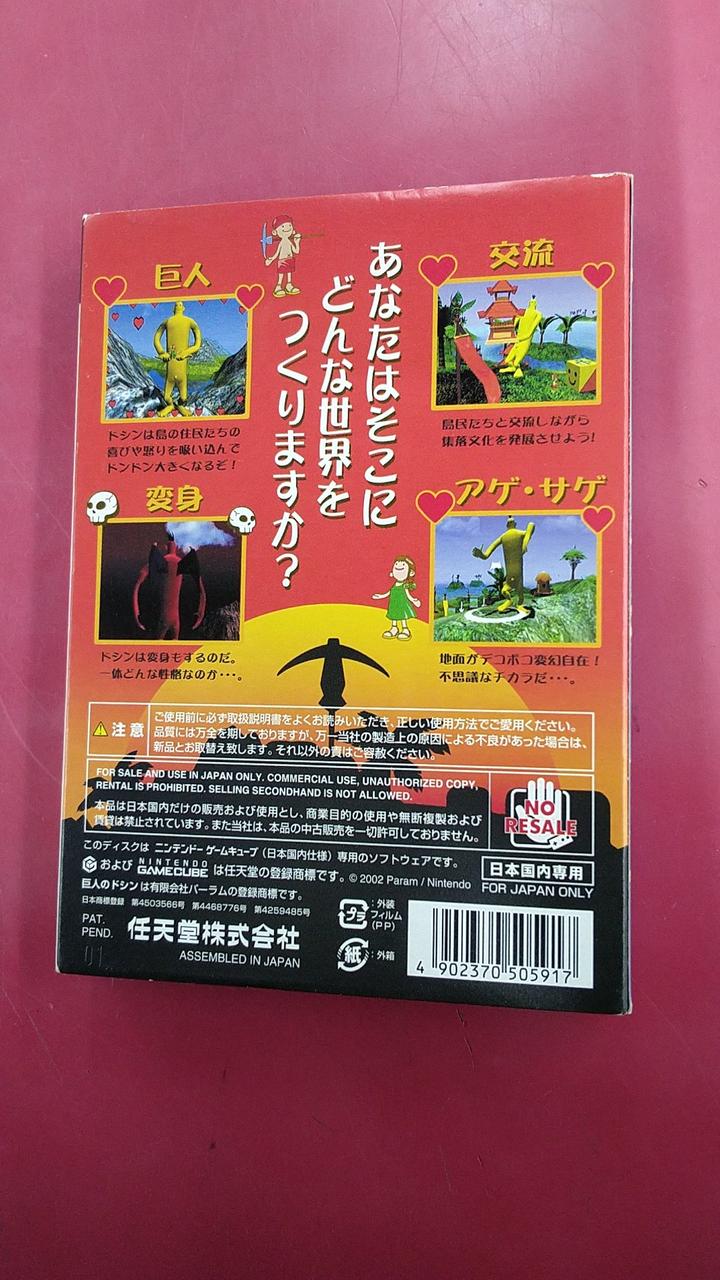 あなたはそこに
どんな世界を
つくりますか?
巨人
ドシンは島の住民たちの
喜びや怒りを吸い込んで
ドンドン大きくなるぞ!
交流
島民たちと交流しながら
集落文化を発展させよう!
変身
ドシンは変身もするのだ。
一体どんな性格なのか・・・。
アゲ・サゲ
地面がデコボコ変幻自在!
不思議なチカラだ・・・。
注意
ご使用前に必ず取扱説明書をよくお読みいただき、正しい使用方法でご愛用ください。
品質には万全を期しておりますが、万一当社の製造上の原因による不良があった場合は、
新品とお取替え致します。それ以外の責はご容赦ください。
FOR SALE AND USE IN JAPAN ONLY. COMMERCIAL USE, UNAUTHORIZED COPY,
RENTAL IS PROHIBITED. SELLING SECONDHAND IS NOT ALLOWED.
本品は日本国内だけの販売および使用とし、商業目的の使用や無断複製および
賃貸は禁止されています。また当社は、本品の中古販売を一切許可しておりません。
NO
RESALE
このディスクは ニンテンドーゲームキューブ(日本国内仕様)専用のソフトウェアです。
および NINTENDO GAMECUBE は任天堂の登録商標です。© 2002 Param / Nintendo
巨人のドシンは有限会社パーラムの登録商標です。
日本商標登録 第4503566号 第4468776号 第4259485号
日本国内専用
FOR JAPAN ONLY
PAT.
PEND.
任天堂株式会社
ASSEMBLED IN JAPAN
プラ
:外装
フィルム
(PP)
紙
:外箱
4 902370 505917
01